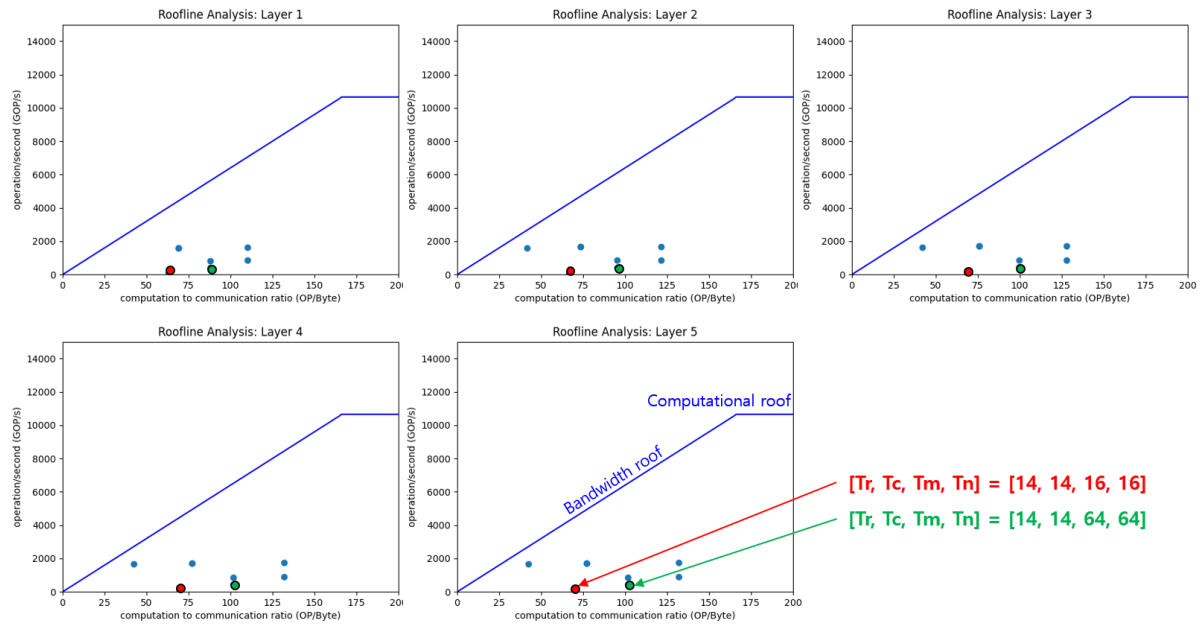 Roofline Analysis: Layer 1
operation/second (GOP/s)
14000
12000
10000
8000
6000
4000
2000
0
0 25 50 75 100 125 150 175 200
computation to communication ratio (OP/Byte)
Roofline Analysis: Layer 2
operation/second (GOP/s)
14000
12000
10000
8000
6000
4000
2000
0
0 25 50 75 100 125 150 175 200
computation to communication ratio (OP/Byte)
Roofline Analysis: Layer 3
operation/second (GOP/s)
14000
12000
10000
8000
6000
4000
2000
0
0 25 50 75 100 125 150 175 200
computation to communication ratio (OP/Byte)
Roofline Analysis: Layer 4
operation/second (GOP/s)
14000
12000
10000
8000
6000
4000
2000
0
0 25 50 75 100 125 150 175 200
computation to communication ratio (OP/Byte)
Roofline Analysis: Layer 5
operation/second (GOP/s)
14000
12000
10000
8000
6000
4000
2000
0
0 25 50 75 100 125 150 175 200
computation to communication ratio (OP/Byte)
Computational roof
Bandwidth roof
[Tr, Tc, Tm, Tn] = [14, 14, 16, 16]
[Tr, Tc, Tm, Tn] = [14, 14, 64, 64]